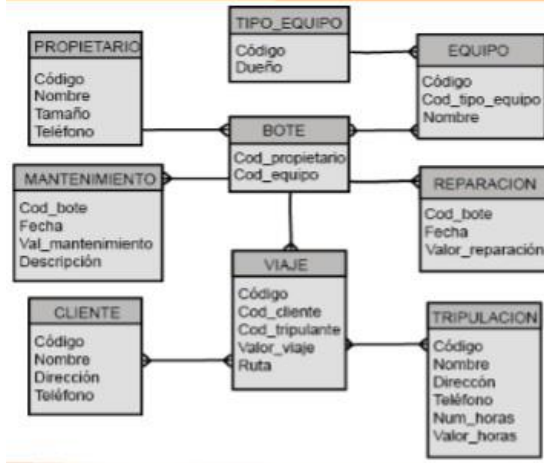 TIPO_EQUIPO
Código
Dueño
PROPIETARIO
Código
Nombre
Tamaño
Teléfono
EQUIPO
Código
Cod_tipo_equipo
Nombre
BOTE
Cod_propietario
Cod_equipo
MANTENIMIENTO
Cod_bote
Fecha
Val_mantenimiento
Descripción
REPARACION
Cod_bote
Fecha
Valor_reparación
VIAJE
Código
Cod_cliente
Cod_tripulante
Valor_viaje
Ruta
CLIENTE
Código
Nombre
Dirección
Teléfono
TRIPULACION
Código
Nombre
Direccón
Teléfono
Num_horas
Valor_horas